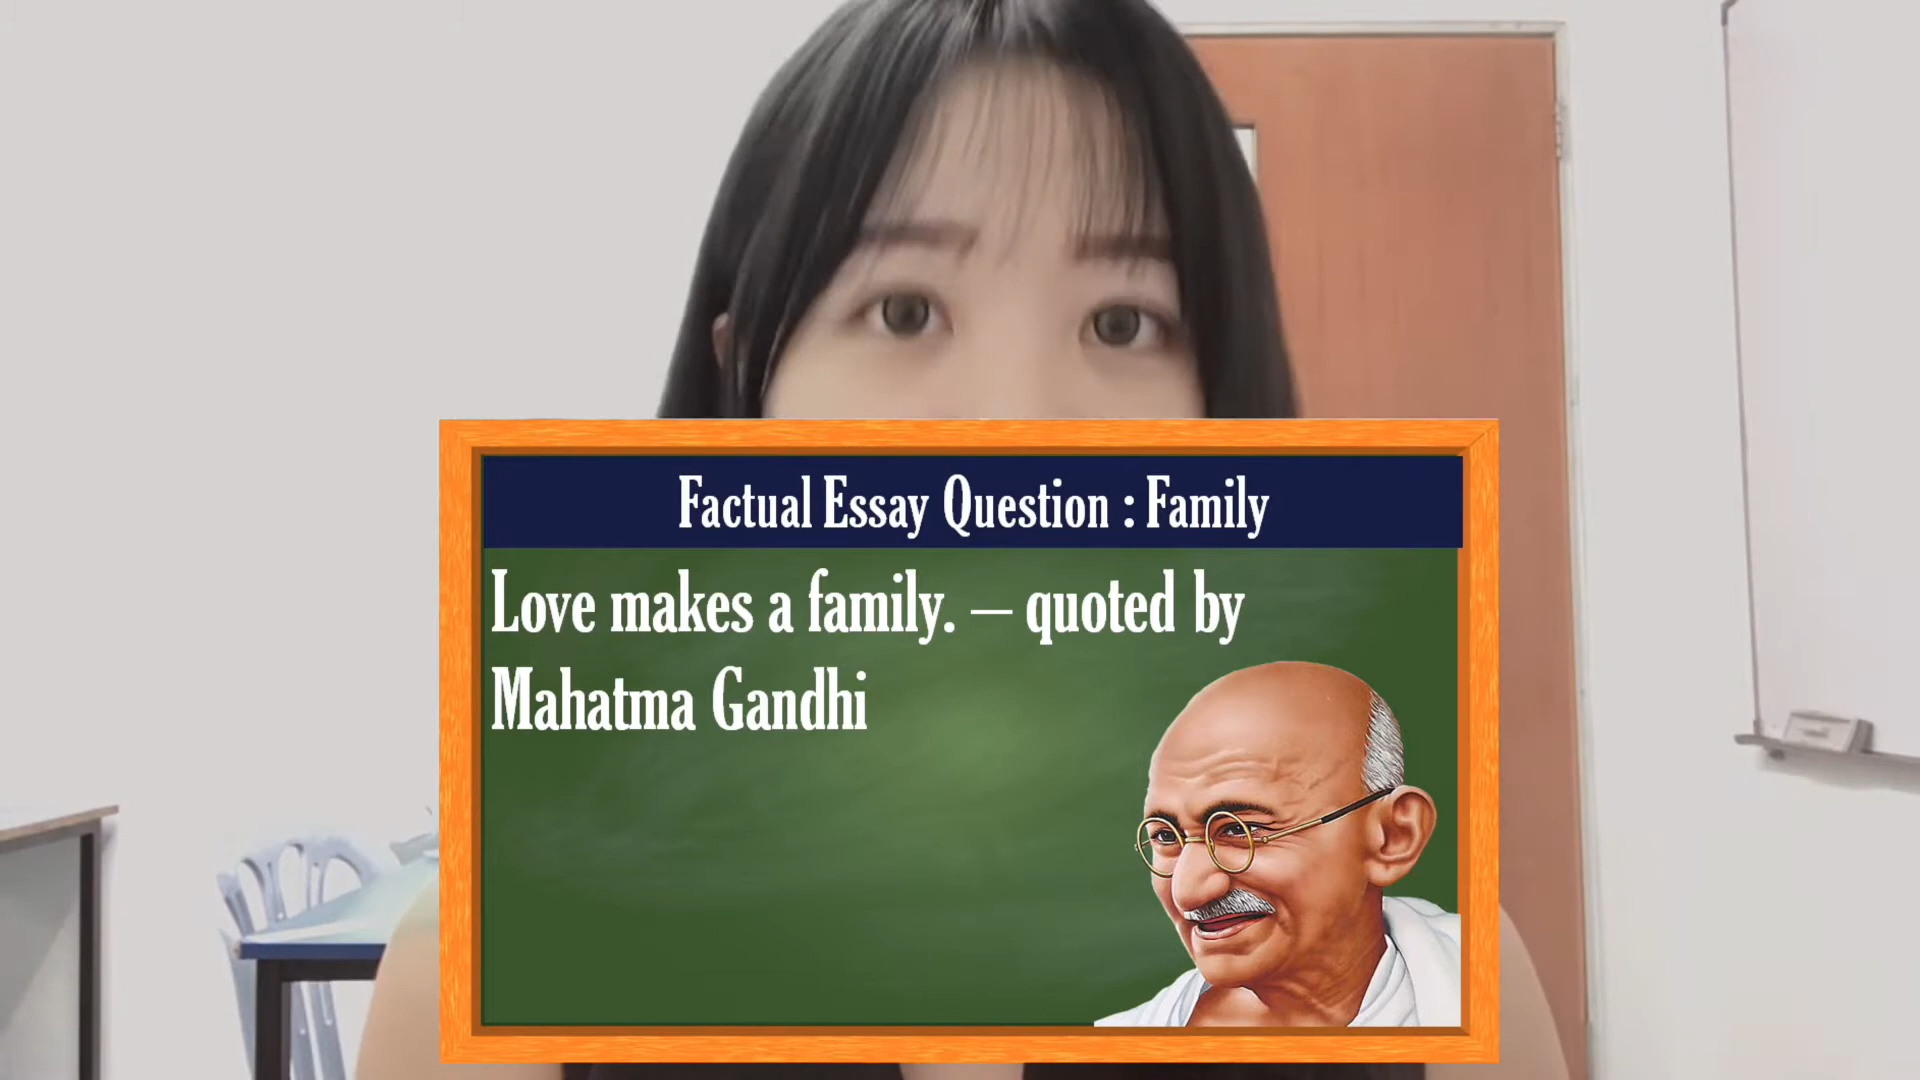 Factual Essay Question : Family
Love makes a family. – quoted by
Mahatma Gandhi